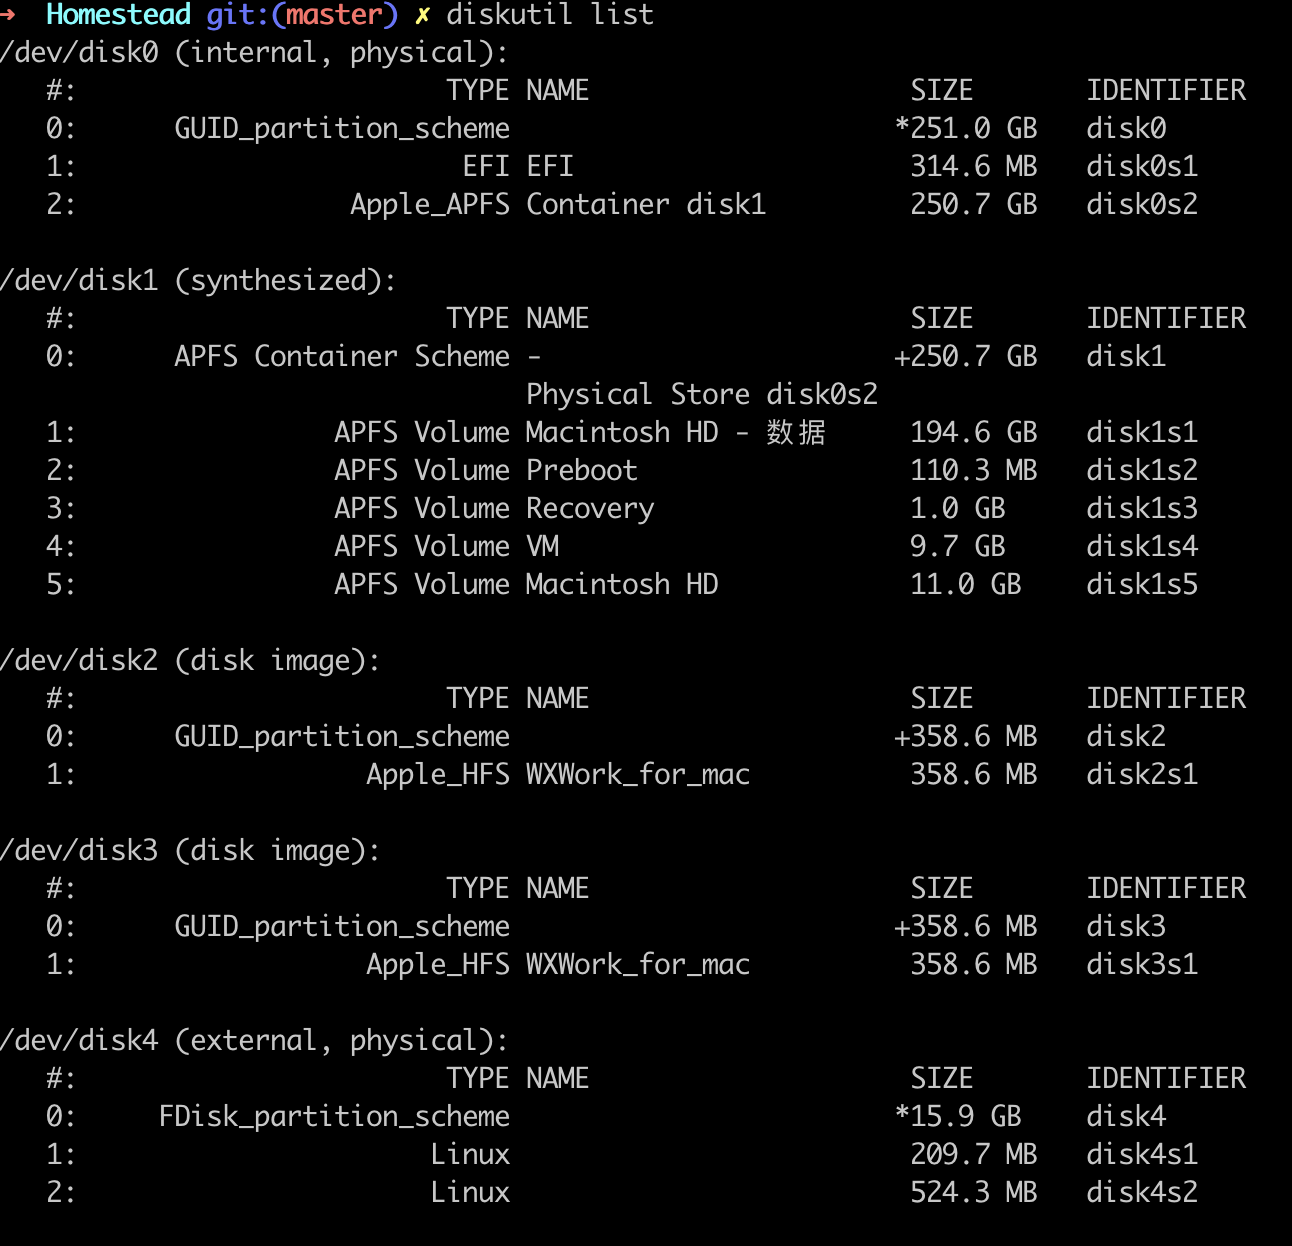 ➜  Homestead git:(master) ✗ diskutil list
/dev/disk0 (internal, physical):
   #:                       TYPE NAME                    SIZE       IDENTIFIER
   0:      GUID_partition_scheme                        *251.0 GB   disk0
   1:                        EFI EFI                     314.6 MB   disk0s1
   2:                 Apple_APFS Container disk1         250.7 GB   disk0s2

/dev/disk1 (synthesized):
   #:                       TYPE NAME                    SIZE       IDENTIFIER
   0:      APFS Container Scheme -                      +250.7 GB   disk1
                                 Physical Store disk0s2
   1:                APFS Volume Macintosh HD - 数据     194.6 GB   disk1s1
   2:                APFS Volume Preboot                 110.3 MB   disk1s2
   3:                APFS Volume Recovery                1.0 GB     disk1s3
   4:                APFS Volume VM                      9.7 GB     disk1s4
   5:                APFS Volume Macintosh HD            11.0 GB    disk1s5

/dev/disk2 (disk image):
   #:                       TYPE NAME                    SIZE       IDENTIFIER
   0:      GUID_partition_scheme                        +358.6 MB   disk2
   1:                  Apple_HFS WXWork_for_mac          358.6 MB   disk2s1

/dev/disk3 (disk image):
   #:                       TYPE NAME                    SIZE       IDENTIFIER
   0:      GUID_partition_scheme                        +358.6 MB   disk3
   1:                  Apple_HFS WXWork_for_mac          358.6 MB   disk3s1

/dev/disk4 (external, physical):
   #:                       TYPE NAME                    SIZE       IDENTIFIER
   0:     FDisk_partition_scheme                        *15.9 GB    disk4
   1:                      Linux                         209.7 MB   disk4s1
   2:                      Linux                         524.3 MB   disk4s2